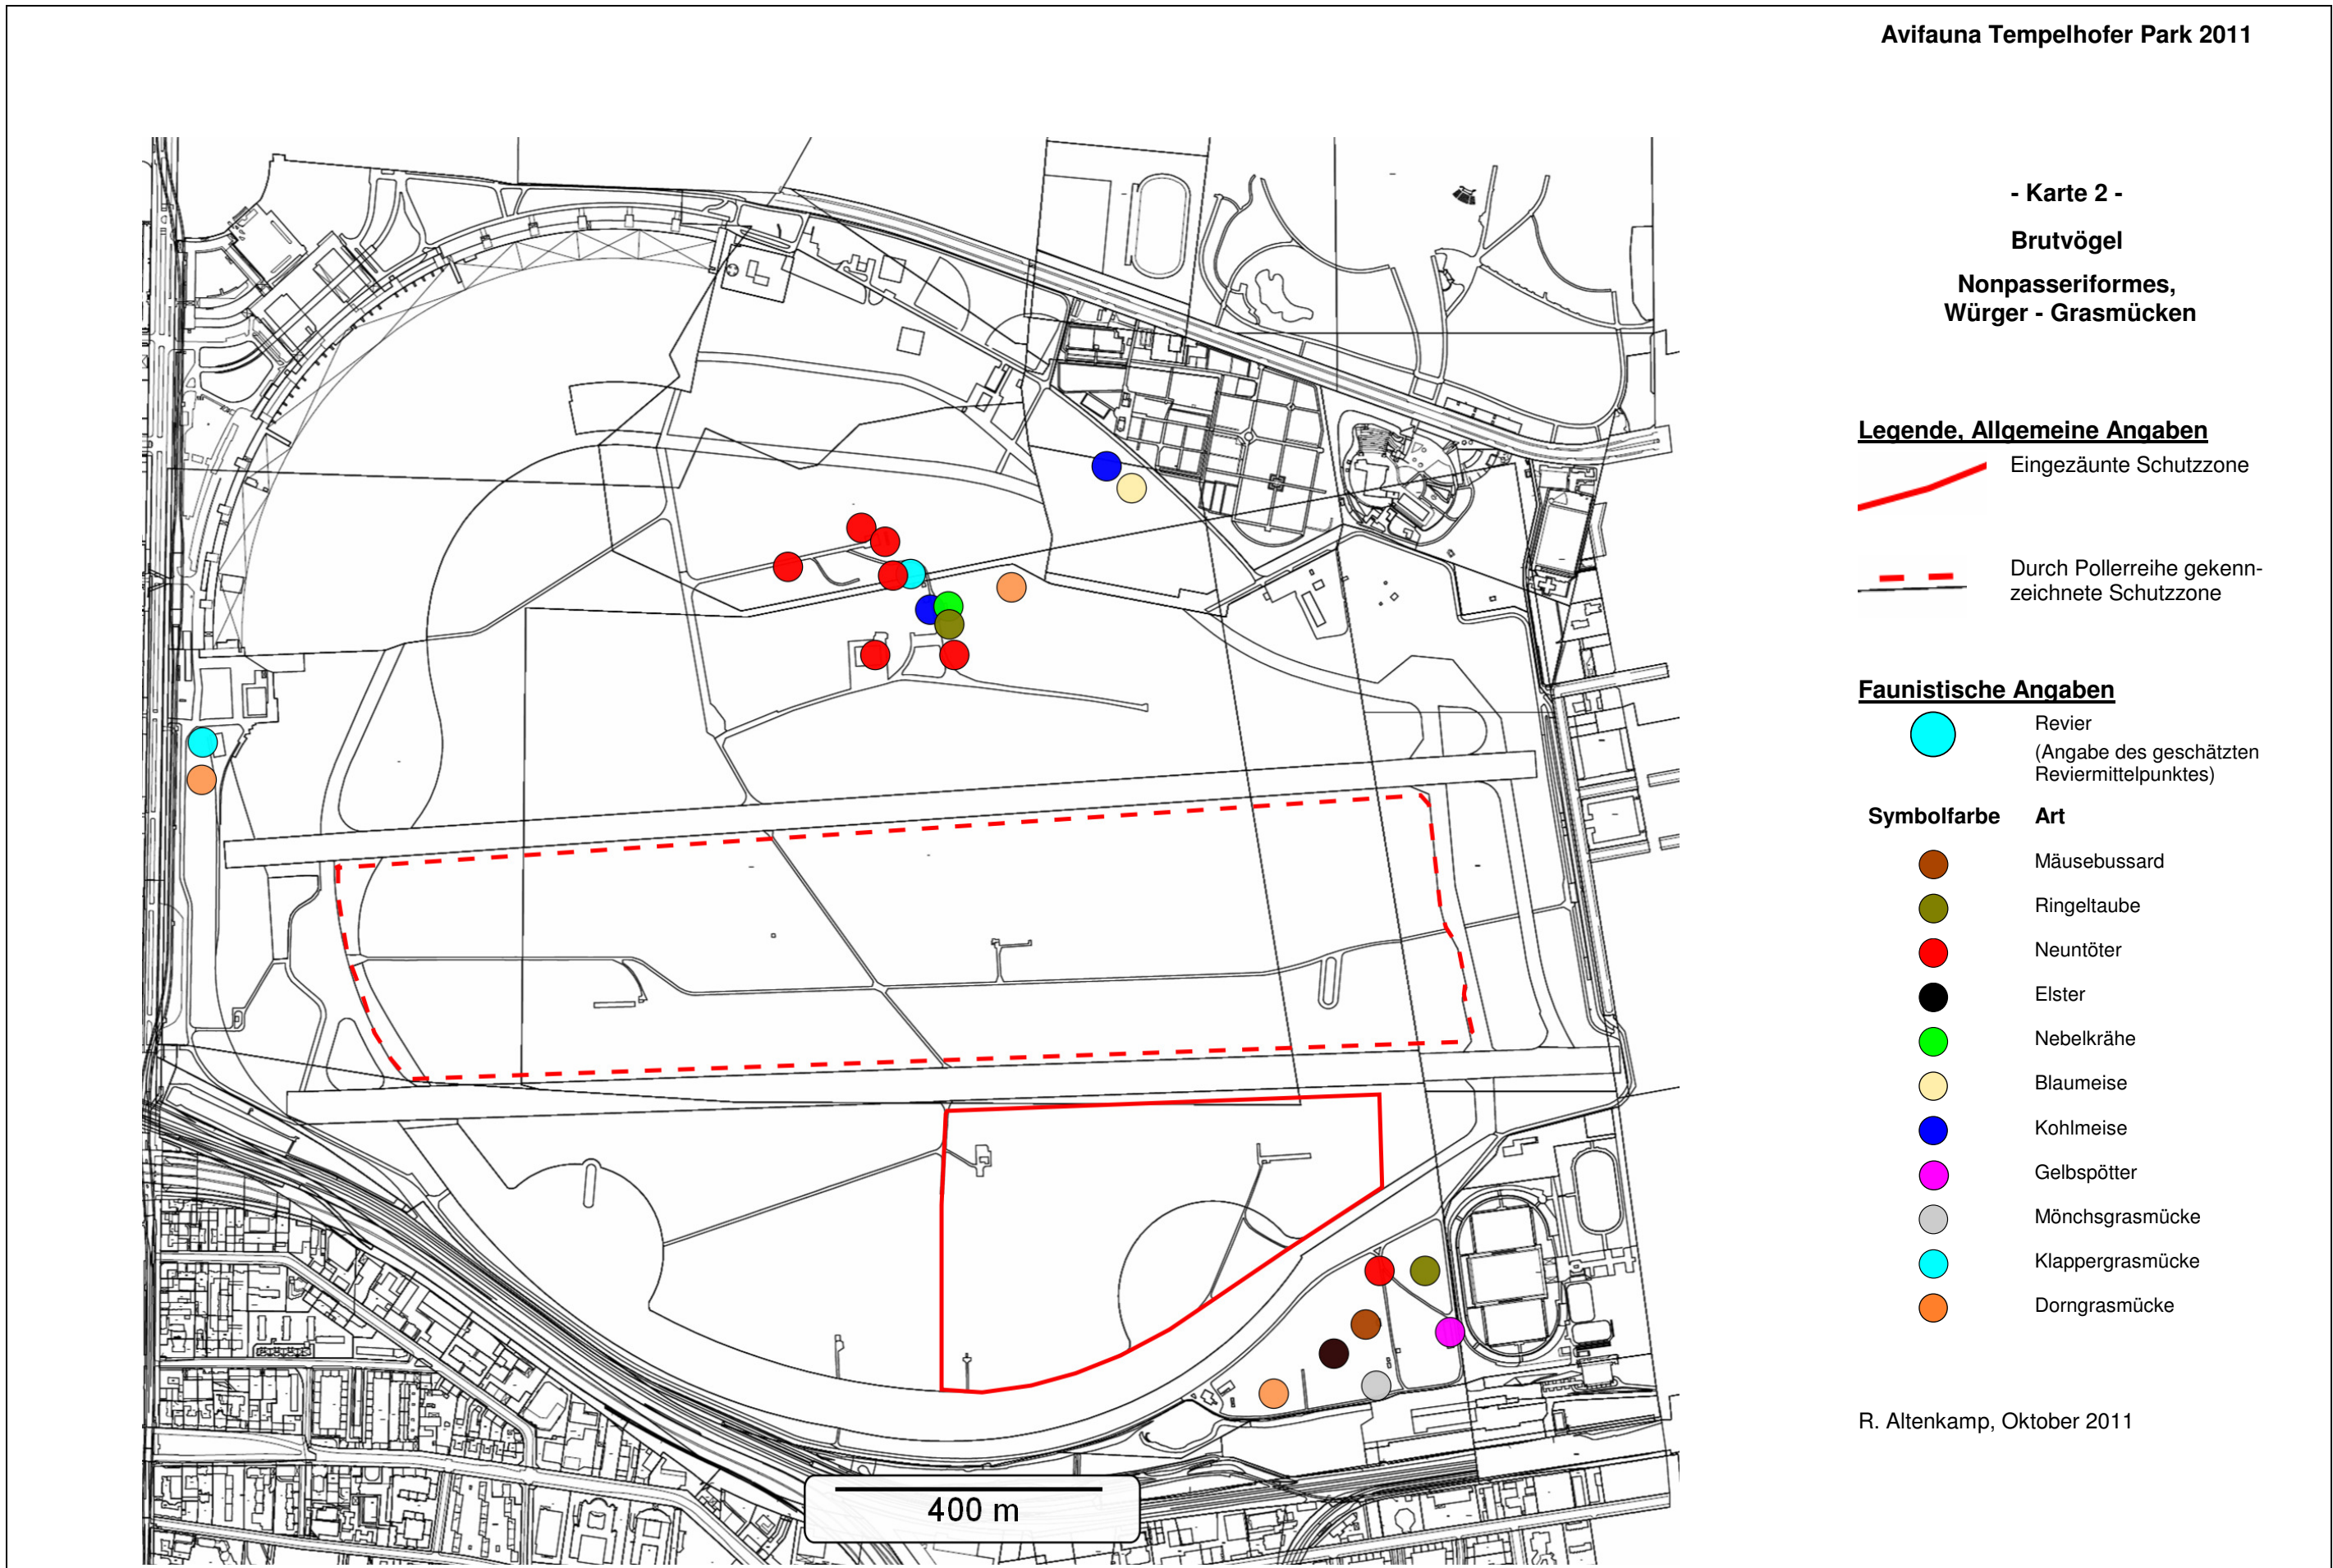 Avifauna Tempelhofer Park 2011
- Karte 2 -
Brutvögel
Nonpasseriformes,
Würger - Grasmücken
Legende, Allgemeine Angaben
Eingezäunte Schutzzone
Durch Pollerreihe gekenn-
zeichnete Schutzzone
Faunistische Angaben
Revier
(Angabe des geschätzten
Reviermittelpunktes)
Symbolfarbe Art
Mäusebussard
Ringeltaube
Neuntöter
Elster
Nebelkrähe
Blaumeise
Kohlmeise
Gelbspötter
Mönchsgrasmücke
Klappergrasmücke
Dorngrasmücke
R. Altenkamp, Oktober 2011
400 m